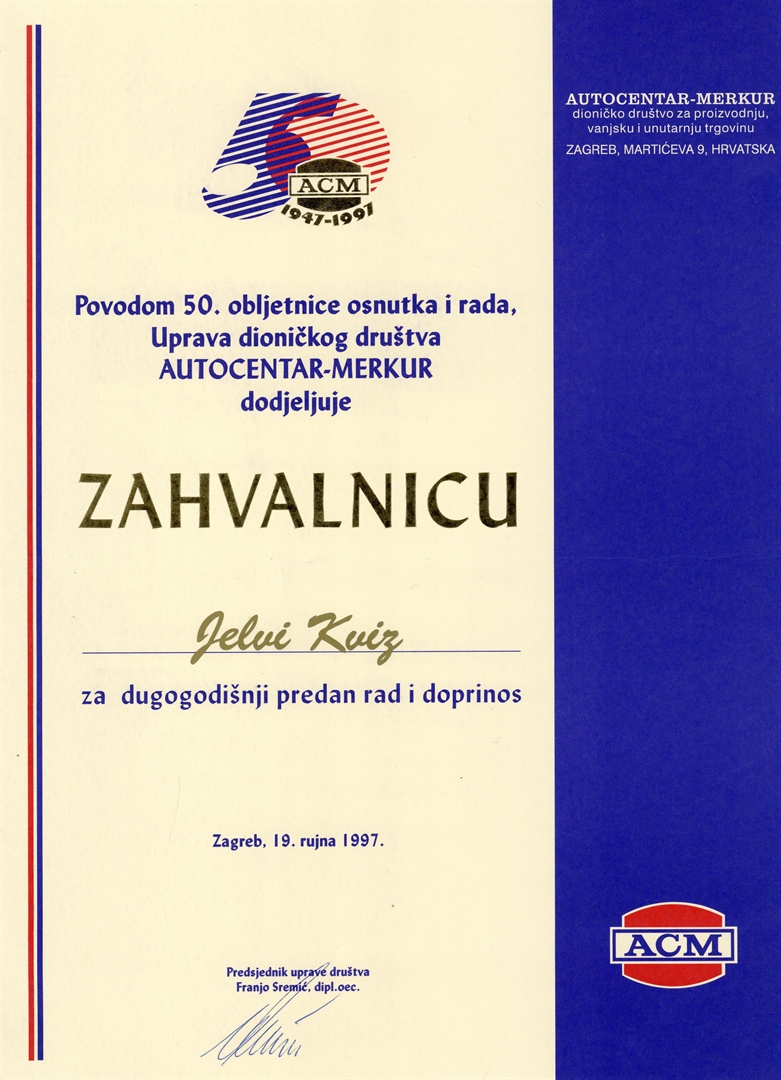 50
ACM
1947-1997
AUTOCENTAR-MERKUR
dioničko društvo za proizvodnju,
vanjsku i unutarnju trgovinu
ZAGREB, MARTIĆEVA 9, HRVATSKA
Povodom 50. obljetnice osnutka i rada,
Uprava dioničkog društva
AUTOCENTAR-MERKUR
dodjeljuje
ZAHVALNICU
Jelvi Kviz
za dugogodišnji predan rad i doprinos
Zagreb, 19. rujna 1997.
Predsjednik uprave društva
Franjo Sremić, dipl.oec.
ACM